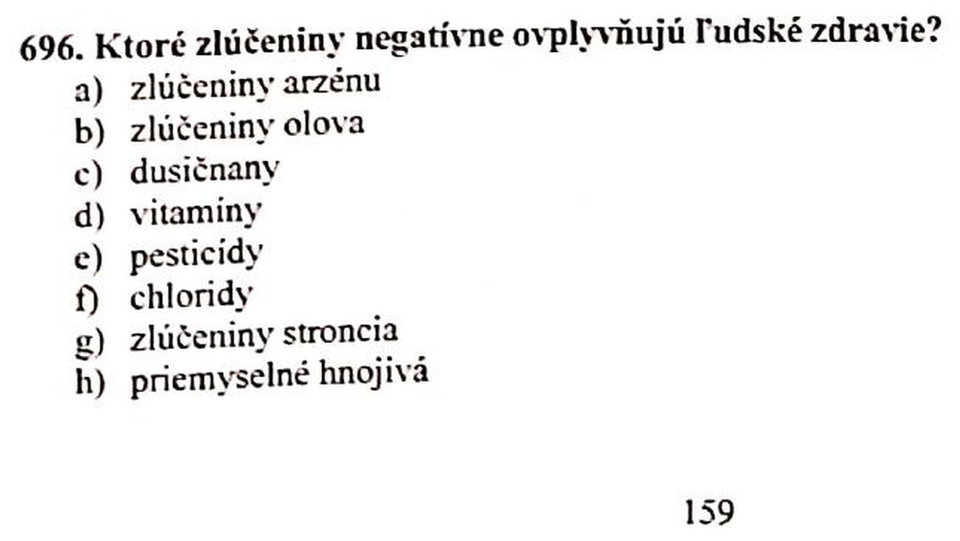 696. Ktoré zlúčeniny negatívne ovplyvňujú ľudské zdravie?
a) zlúčeniny arzénu
b) zlúčeniny olova
c) dusičnany
d) vitamíny
e) pesticídy
f) chloridy
g) zlúčeniny stroncia
h) priemyselné hnojivá
159